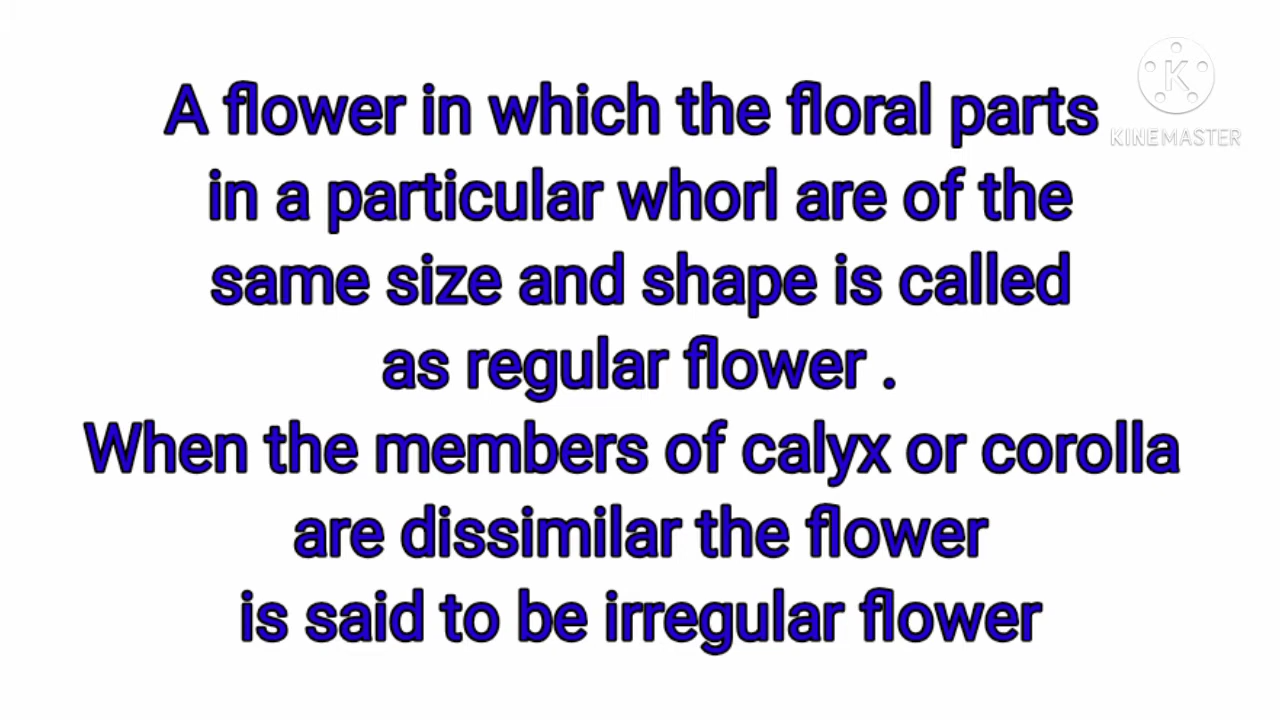 A flower in which the floral parts
in a particular whorl are of the
same size and shape is called
as regular flower .
When the members of calyx or corolla
are dissimilar the flower
is said to be irregular flower
K
KINEMASTER